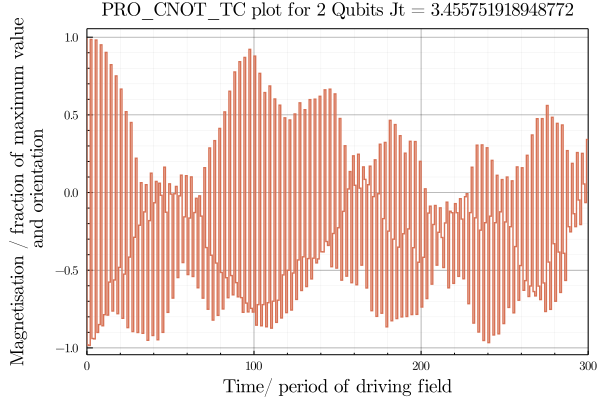 PRO_CNOT_TC plot for 2 Qubits Jt = 3.455751918948772
Magnetisation / fraction of maximum value
and orientation
1.0
0.5
0.0
−0.5
−1.0
0 100 200 300
Time/ period of driving field